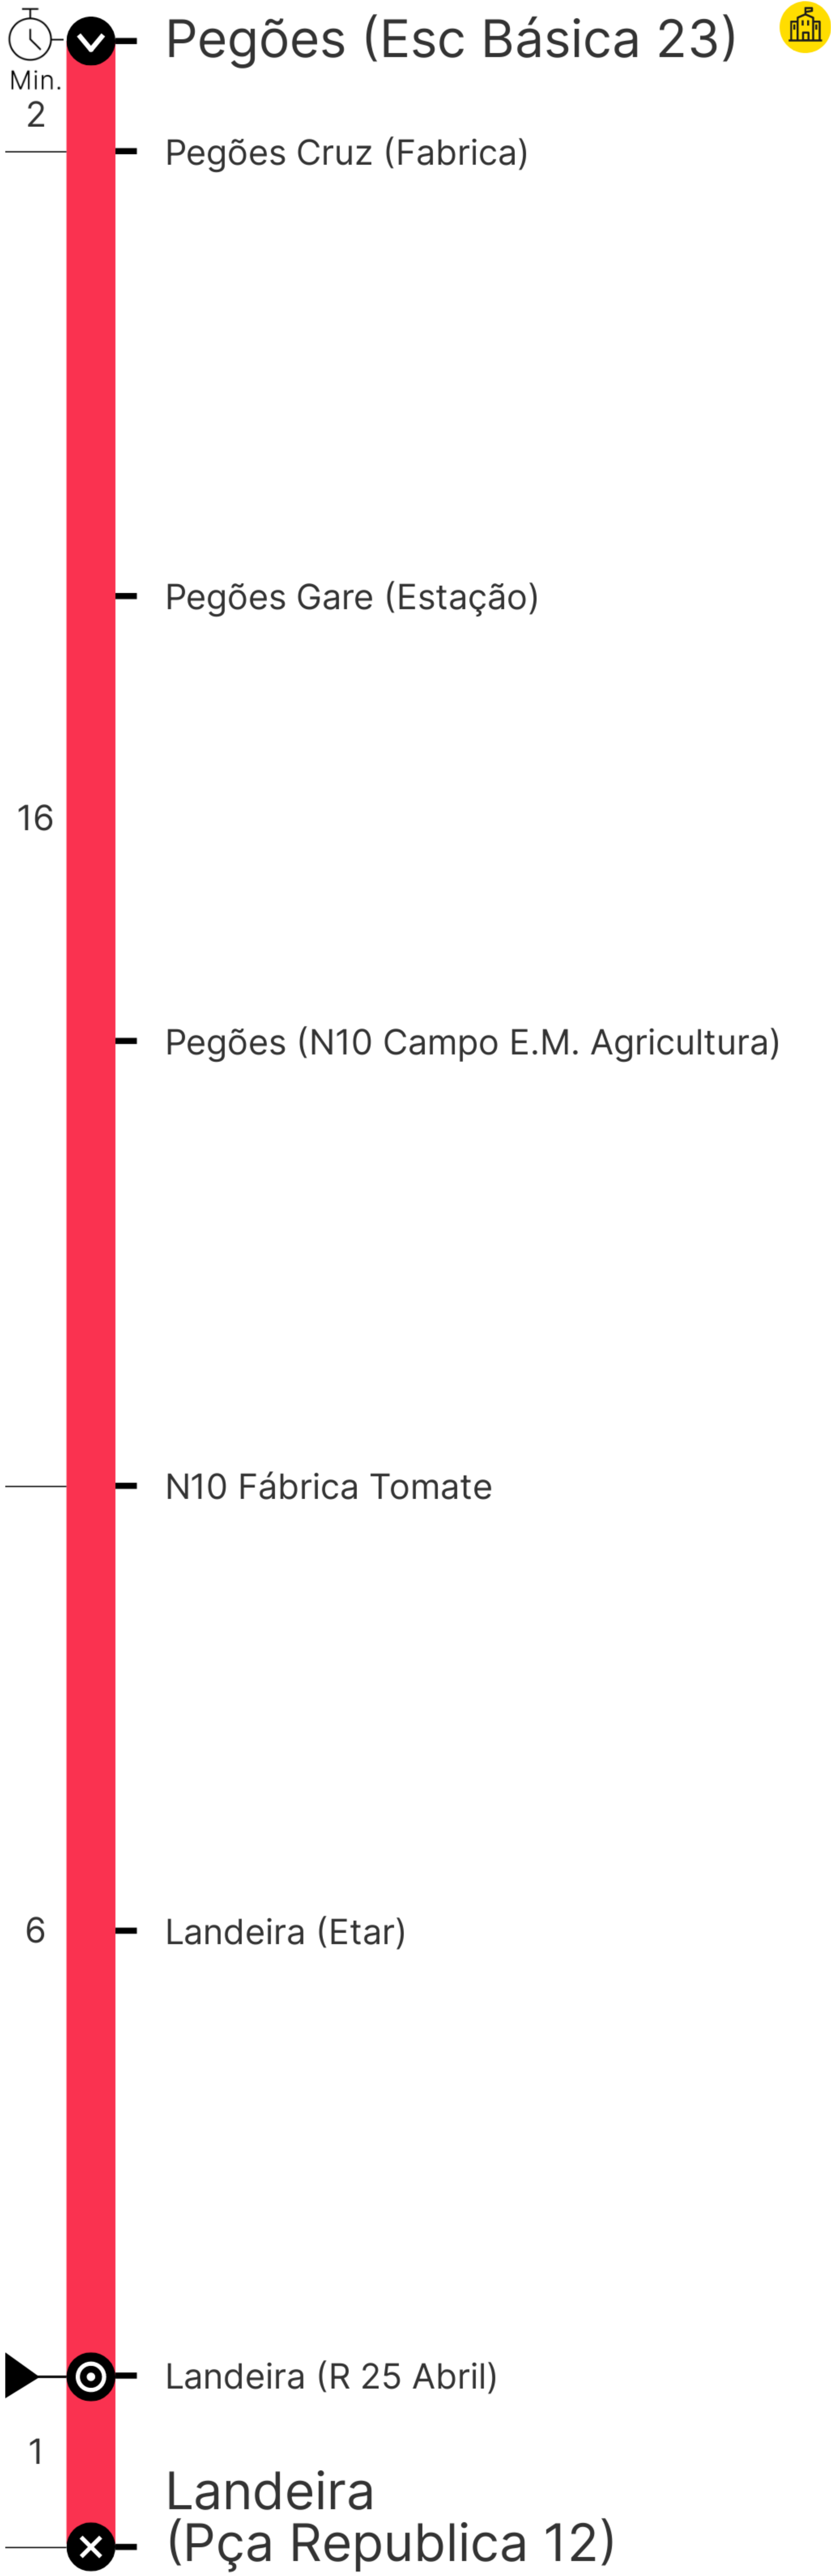 Pegões (Esc Básica 23)
Min.
2
Pegões Cruz (Fabrica)
Pegões Gare (Estação)
16
Pegões (N10 Campo E.M. Agricultura)
N10 Fábrica Tomate
6
Landeira (Etar)
Landeira (R 25 Abril)
1
Landeira
(Pça Republica 12)